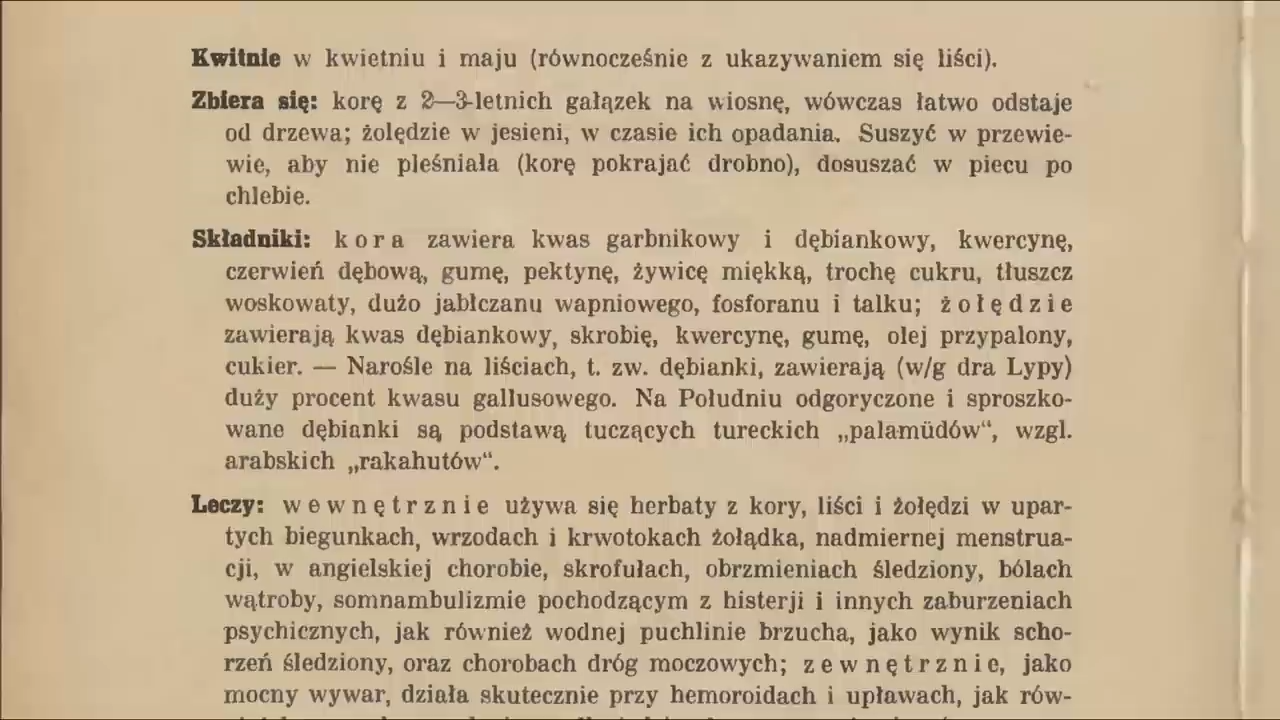 Kwitnie w kwietniu i maju (równocześnie z ukazywaniem się liści).
Zbiera się: korę z 2—3-letnich gałązek na wiosnę, wówczas łatwo odstaje
od drzewa; żolędzie w jesieni, w czasie ich opadania. Suszyć w przewie-
wie, aby nie pleśniała (korę pokrajać drobno), dosuszać w piecu po
chlebie.
Składniki: kora zawiera kwas garbnikowy i dębiankowy, kwercynę,
czerwień dębową, gumę, pektynę, żywicę miękką, trochę cukru, tłuszcz
woskowaty, dużo jabłczanu wapniowego, fosforanu i talku; żołędzie
zawierają kwas dębiankowy, skrobię, kwercynę, gumę, olej przypalony,
cukier. — Narośle na liściach, t. zw. dębianki, zawierają (w/g dra Lypy)
duży procent kwasu gallusowego. Na Południu odgoryczone i sproszko-
wane dębianki są podstawą tuczących tureckich „palamüdów“, wzgl.
arabskich „rakahutów“.
Leczy: wewnętrznie używa się herbaty z kory, liści i żołędzi w upar-
tych biegunkach, wrzodach i krwotokach żołądka, nadmiernej menstrua-
cji, w angielskiej chorobie, skrofułach, obrzmieniach śledziony, bólach
wątroby, somnambulizmie pochodzącym z histerji i innych zaburzeniach
psychicznych, jak również wodnej puchlinie brzucha, jako wynik scho-
rzeń śledziony, oraz chorobach dróg moczowych; zewnętrznie, jako
mocny wywar, działa skutecznie przy hemoroidach i upławach, jak rów-